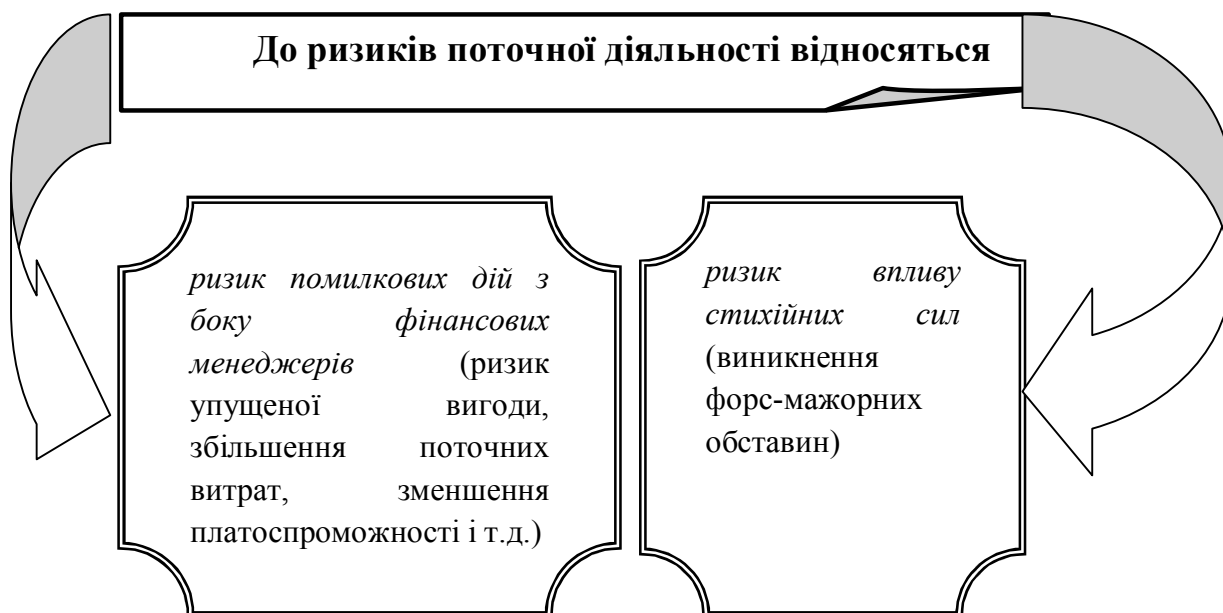 До ризиків поточної діяльності відносяться
ризик помилкових дій з
боку фінансових
менеджерів (ризик
упущеної вигоди,
збільшення поточних
витрат, зменшення
платоспроможності і т.д.)
ризик впливу
стихійних сил
(виникнення
форс-мажорних
обставин)